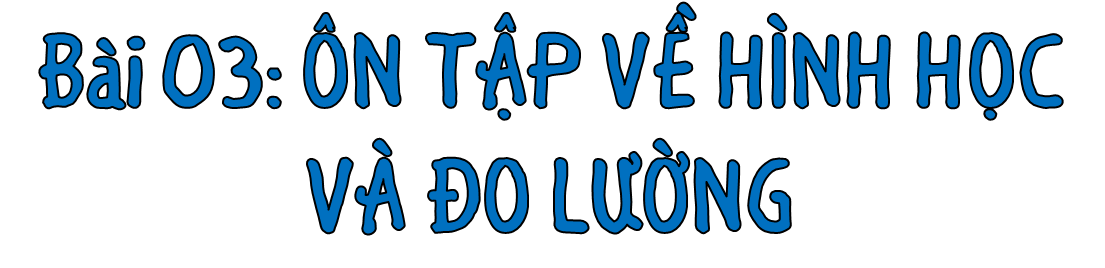 Bài 03: ÔN TẬP VỀ HÌNH HỌC
VÀ ĐO LƯỜNG